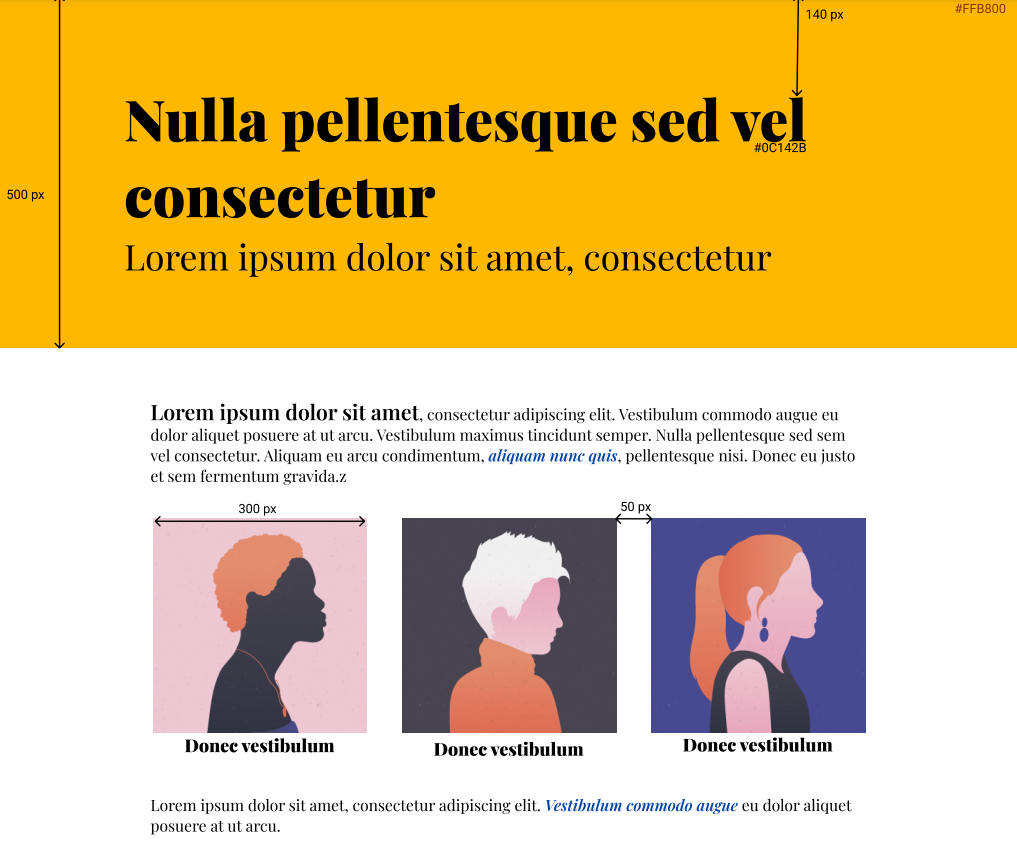 #FFB800
140 px
Nulla pellentesque sed vel
#0C142B
500 px
consectetur
Lorem ipsum dolor sit amet, consectetur
Lorem ipsum dolor sit amet, consectetur adipiscing elit. Vestibulum commodo augue eu
dolor aliquet posuere at ut arcu. Vestibulum maximus tincidunt semper. Nulla pellentesque sed sem
vel consectetur. Aliquam eu arcu condimentum, aliquam nunc quis, pellentesque nisi. Donec eu justo
et sem fermentum gravida.z
300 px
50 px
Donec vestibulum
Donec vestibulum
Donec vestibulum
Lorem ipsum dolor sit amet, consectetur adipiscing elit. Vestibulum commodo augue eu dolor aliquet
posuere at ut arcu.